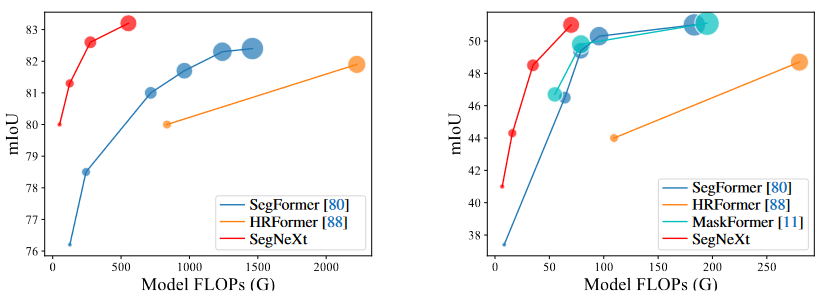 83
82
81
80
79
78
77
76
mIoU
0
500
1000
1500
2000
Model FLOPs (G)
SegFormer [80]
HRFormer [88]
SegNeXt
50
48
46
44
42
40
38
mIoU
0
50
100
150
200
250
Model FLOPs (G)
SegFormer [80]
HRFormer [88]
MaskFormer [11]
SegNeXt